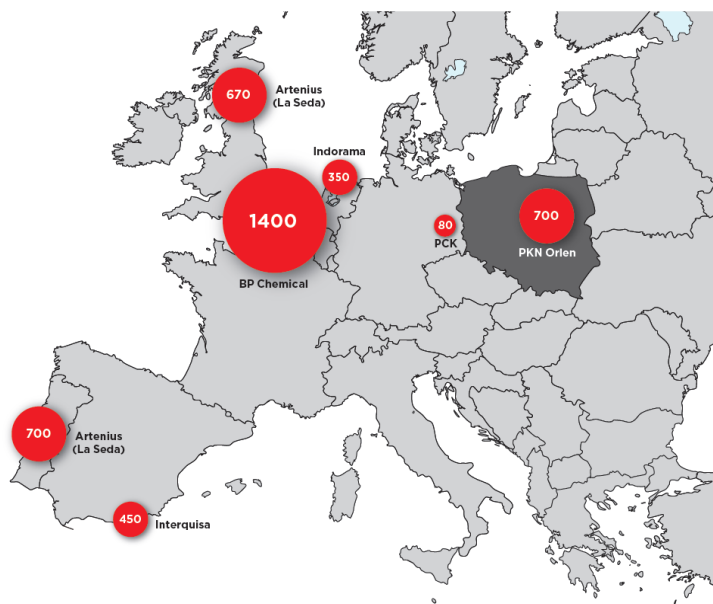 670
Artenius
(La Seda)
Indorama
350
1400
BP Chemical
80
PCK
700
PKN Orlen
700
Artenius
(La Seda)
450
Interquisa